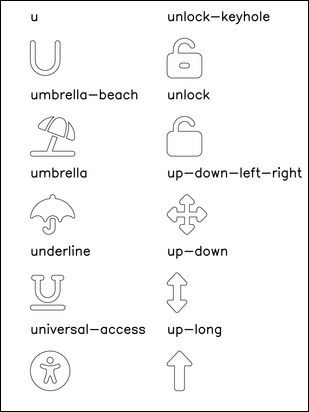 u
unlock-keyhole
umbrella-beach
unlock
umbrella
up-down-left-right
underline
up-down
universal-access
up-long